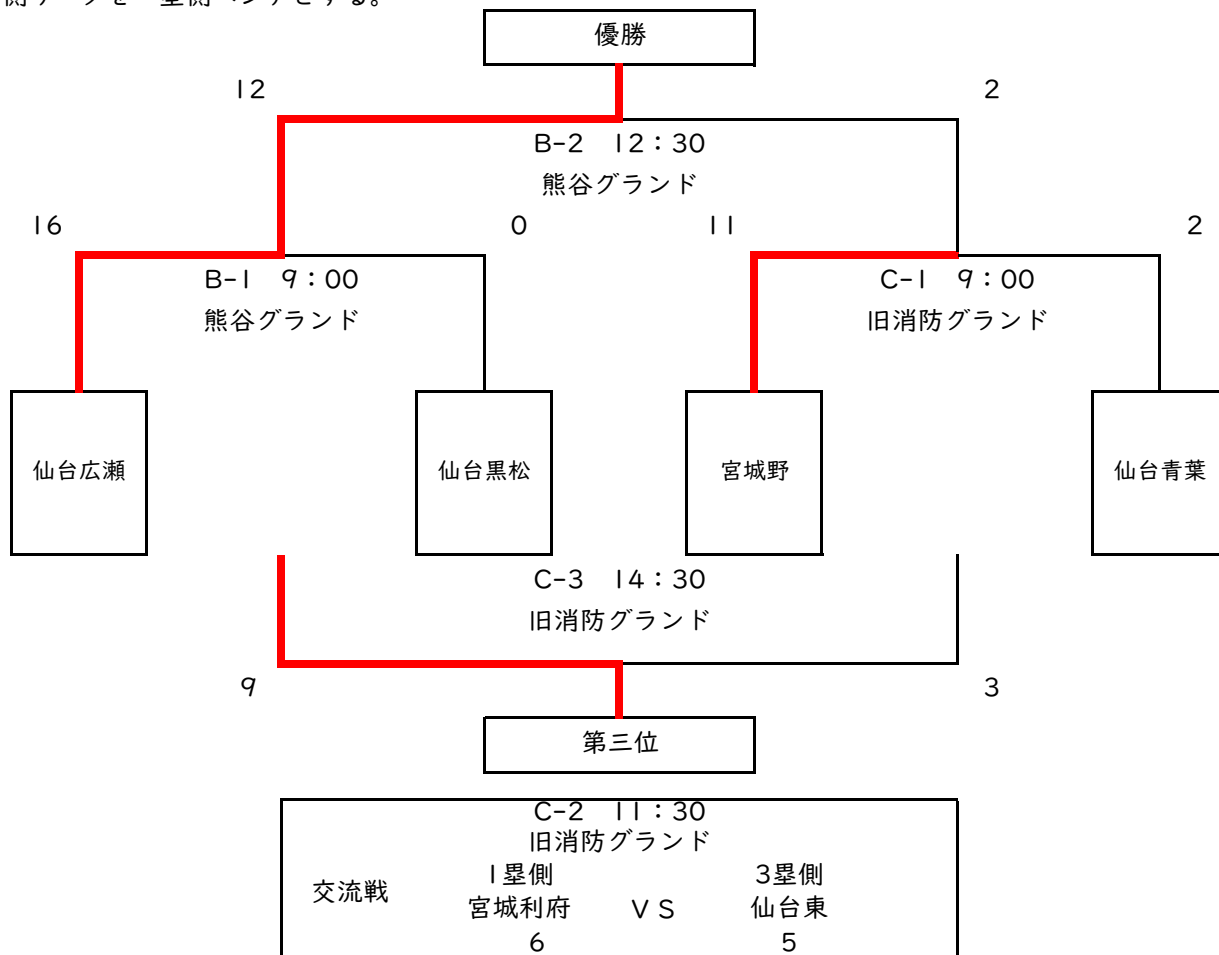 優勝
12 2
B-2 12:30
熊谷グランド
16 0 11 2
B-1 9:00 C-1 9:00
熊谷グランド 旧消防グランド
仙台広瀬 仙台黒松 宮城野 仙台青葉
C-3 14:30
旧消防グランド
9 3
第三位
C-2 11:30
旧消防グランド
1塁側 3塁側
交流戦 宮城利府 VS 仙台東
6 5